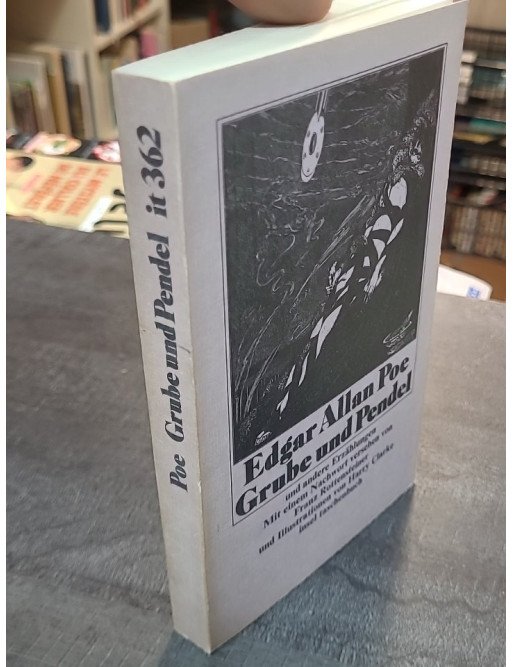 Poe Grube und Pendel it 362
Edgar Allan Poe
Grube und Pendel
und andere Erzählungen
Mit einem Nachwort versehen von
Franz Rottensteiner
und Illustrationen von Harry Clarke
insel taschenbuch